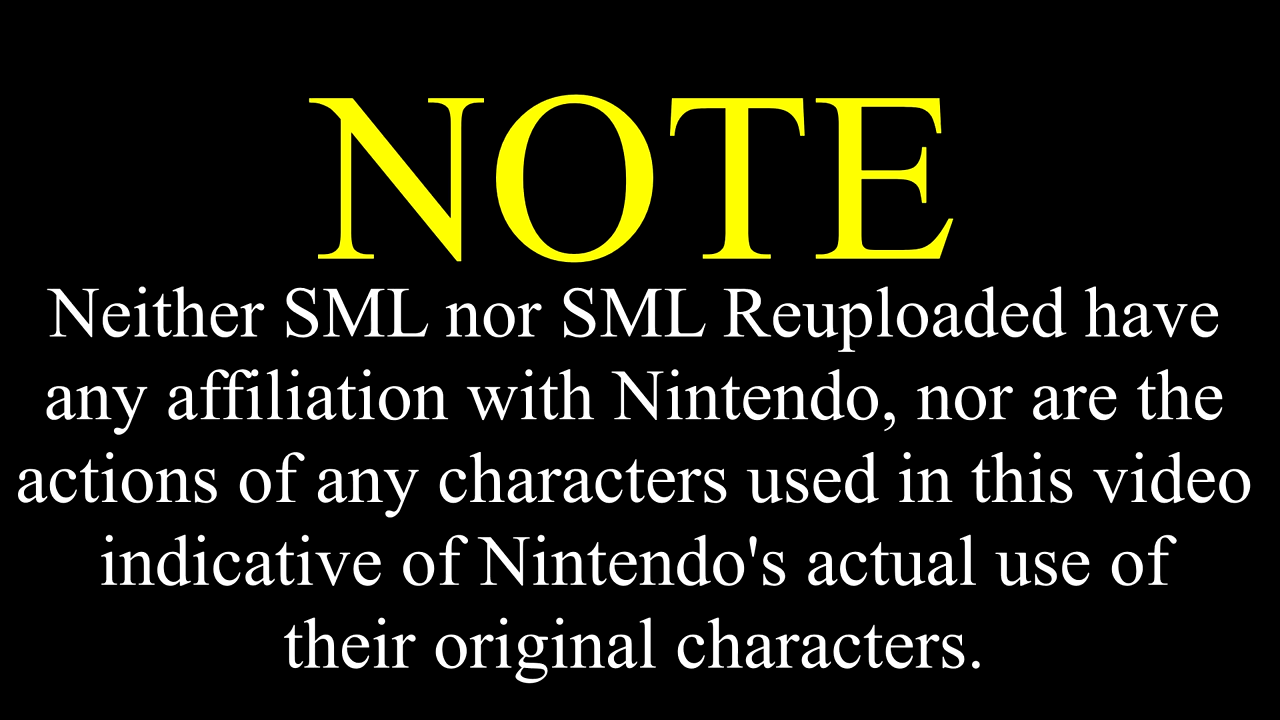 NOTE
Neither SML nor SML Reuploaded have
any affiliation with Nintendo, nor are the
actions of any characters used in this video
indicative of Nintendo's actual use of
their original characters.